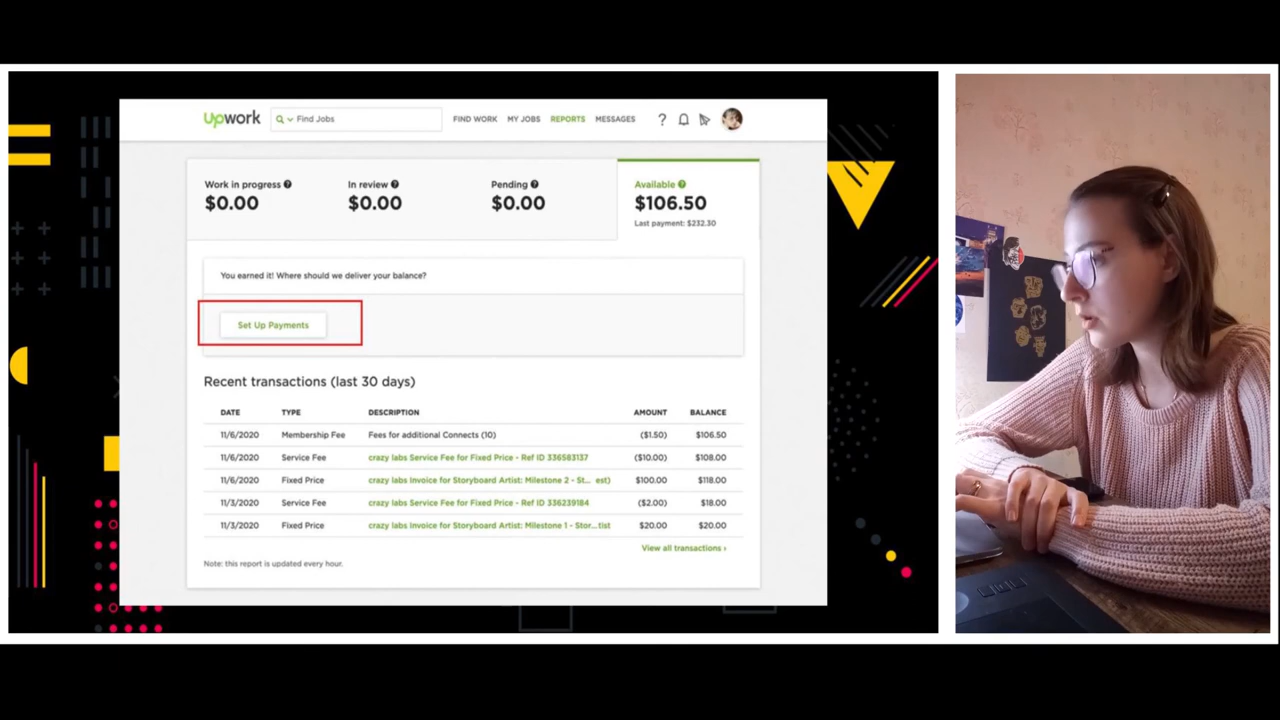 Upwork Find Jobs FIND WORK MY JOBS REPORTS MESSAGES ?
Work in progress ? In review ? Pending ? Available ?
$0.00 $0.00 $0.00 $106.50
Last payment: $232.30
You earned it! Where should we deliver your balance?
Set Up Payments
Recent transactions (last 30 days)
DATE TYPE DESCRIPTION AMOUNT BALANCE
11/6/2020 Membership Fee Fees for additional Connects (10) ($1.50) $106.50
11/6/2020 Service Fee crazy labs Service Fee for Fixed Price - Ref ID 336583137 ($10.00) $108.00
11/6/2020 Fixed Price crazy labs Invoice for Storyboard Artist: Milestone 2 - St... est) $100.00 $118.00
11/3/2020 Service Fee crazy labs Service Fee for Fixed Price - Ref ID 336239184 ($2.00) $18.00
11/3/2020 Fixed Price crazy labs Invoice for Storyboard Artist: Milestone 1 - Stor...tist $20.00 $20.00
View all transactions ›
Note: this report is updated every hour.